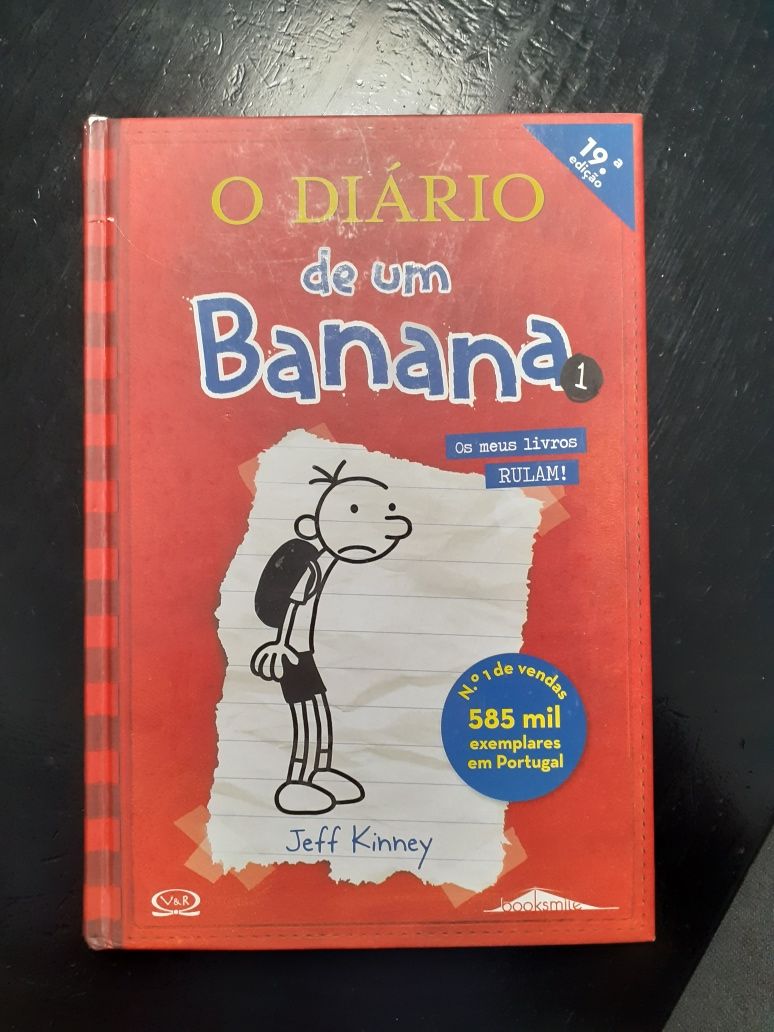 19.ª
edição
O DIÁRIO
de um
Banana
1
Os meus livros
RULAM!
N.º 1 de vendas
585 mil
exemplares
em Portugal
Jeff Kinney
V&R
booksmile